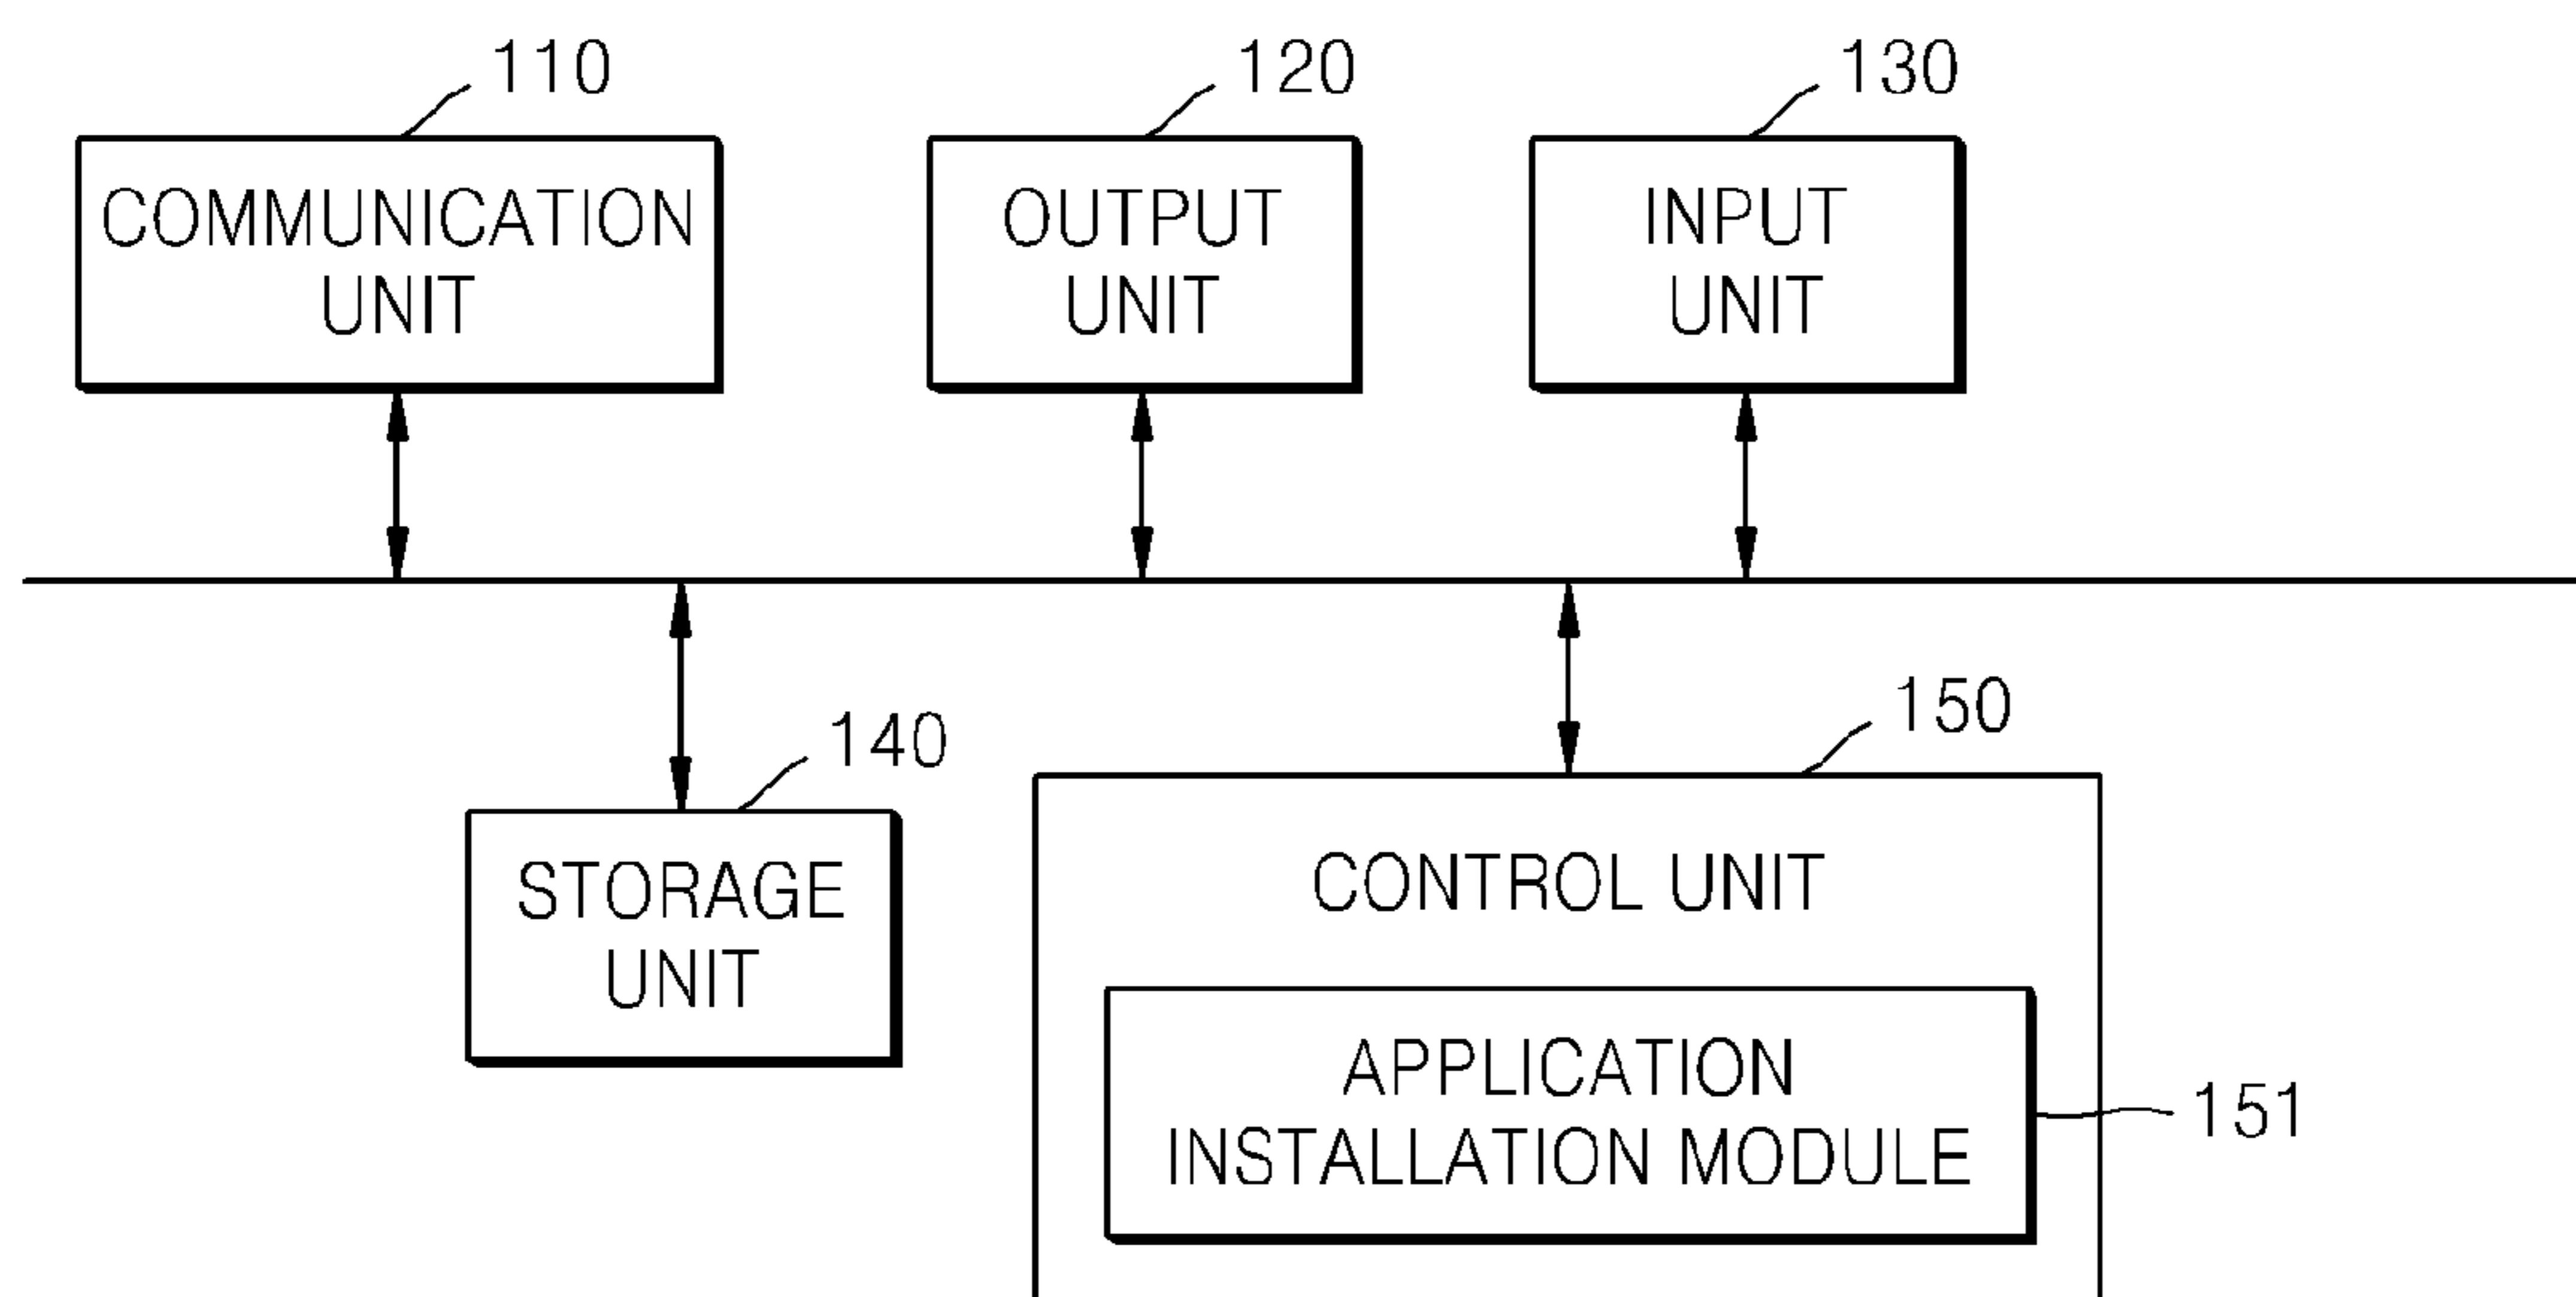 110
120
130
COMMUNICATION
UNIT
OUTPUT
UNIT
INPUT
UNIT
140
150
STORAGE
UNIT
CONTROL UNIT
APPLICATION
INSTALLATION MODULE
151